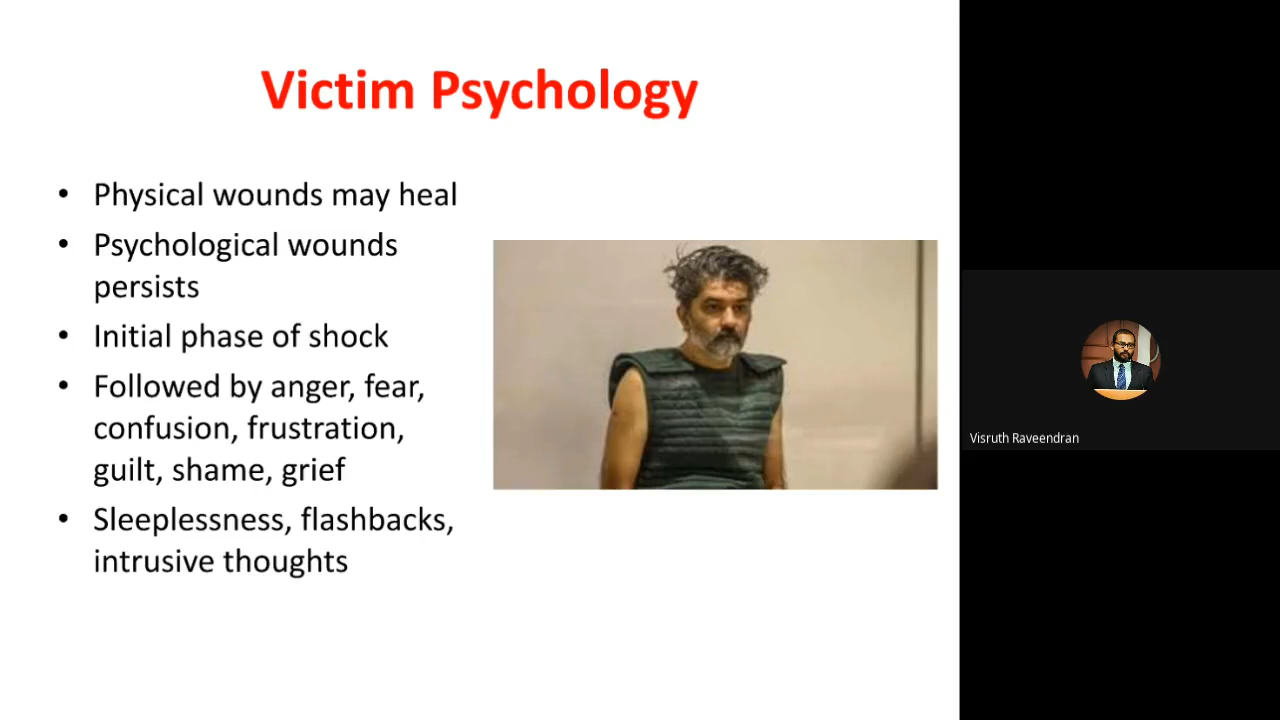 Victim Psychology
• Physical wounds may heal
• Psychological wounds
persists
• Initial phase of shock
• Followed by anger, fear,
confusion, frustration,
guilt, shame, grief
• Sleeplessness, flashbacks,
intrusive thoughts
Visruth Raveendran